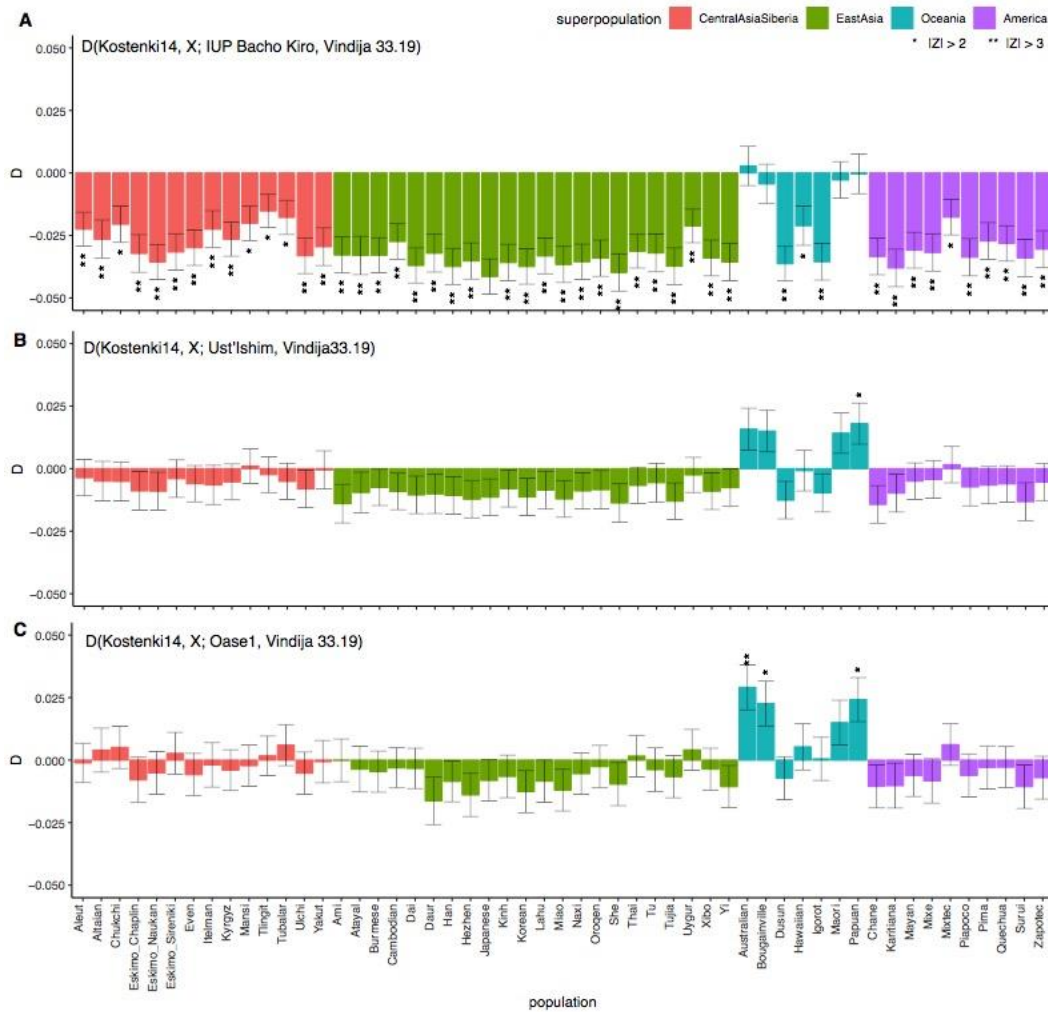 A
superpopulation CentralAsiaSiberia EastAsia Oceania America
* |Z| > 2 ** |Z| > 3
D(Kostenki14, X; IUP Bacho Kiro, Vindija 33.19)
0.050
0.025
0.000
−0.025
−0.050
D
B
D(Kostenki14, X; Ust'Ishim, Vindija33.19)
0.050
0.025
0.000
−0.025
−0.050
D
C
D(Kostenki14, X; Oase1, Vindija 33.19)
0.050
0.025
0.000
−0.025
−0.050
D
Aleut
Altaian
Chukchi
Eskimo_Chaplin
Eskimo_Naukan
Eskimo_Sireniki
Even
Itelman
Kyrgyz
Mansi
Tlingit
Tubalar
Ulchi
Yakut
Ami
Atayal
Burmese
Cambodian
Dai
Daur
Han
Hezhen
Japanese
Kinh
Korean
Lahu
Miao
Naxi
Oroqen
She
Thai
Tu
Tujia
Uygur
Xibo
Yi
Australian
Bougainville
Dusun
Hawaiian
Igorot
Maori
Papuan
Chane
Karitiana
Mayan
Mixe
Mixtec
Piapoco
Pima
Quechua
Surui
Zapotec
population